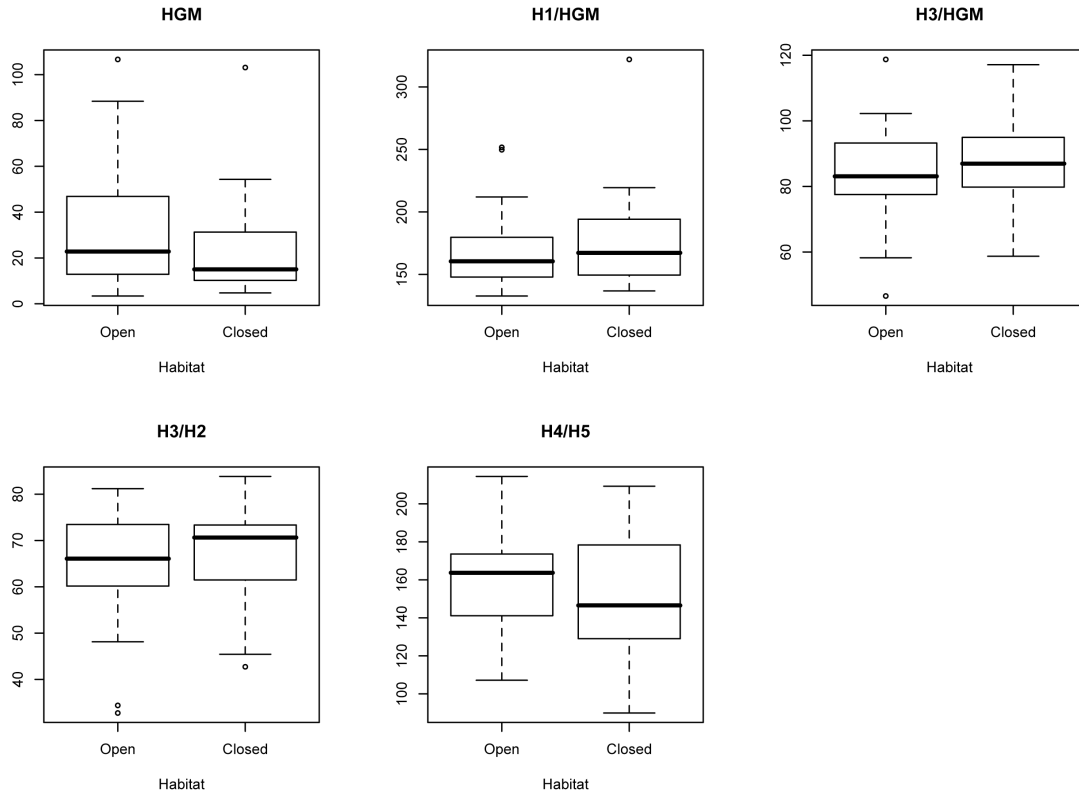 HGM H1/HGM H3/HGM
100
80
60
40
20
0
Open Closed
Habitat
300
250
200
150
Open Closed
Habitat
120
100
80
60
Open Closed
Habitat
H3/H2 H4/H5
80
70
60
50
40
Open Closed
Habitat
200
180
160
140
120
100
Open Closed
Habitat